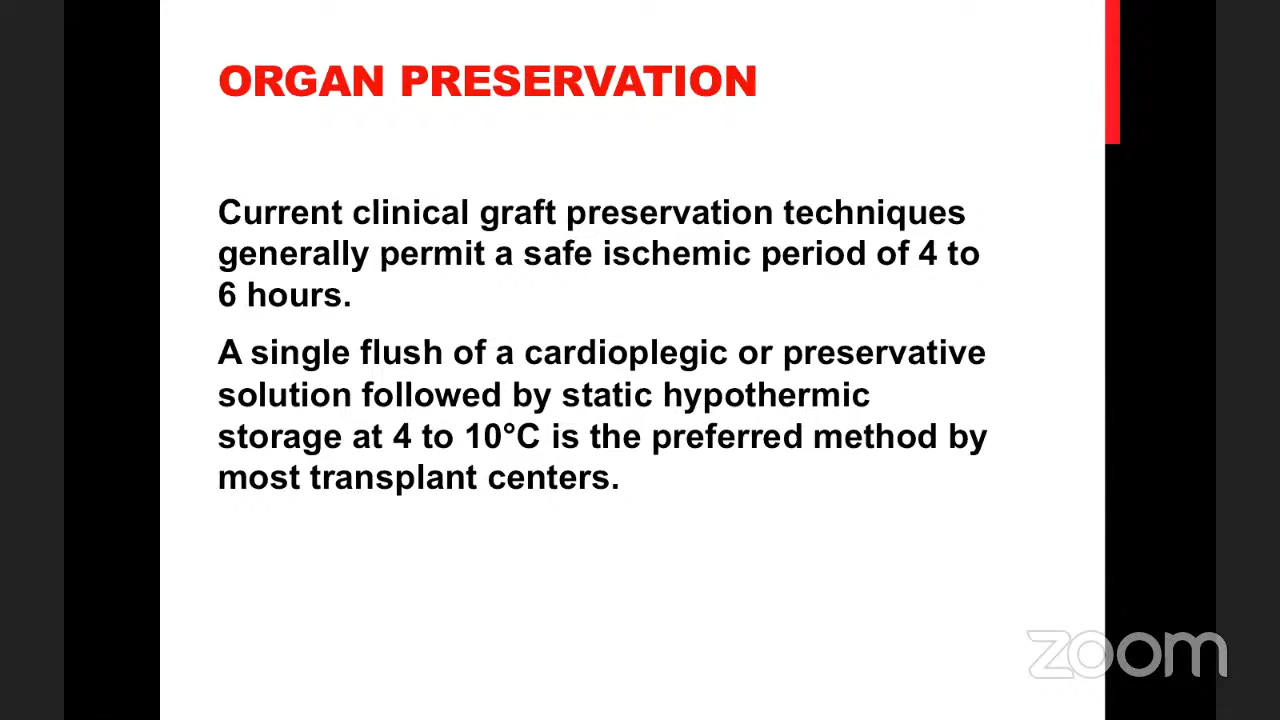 ORGAN PRESERVATION
Current clinical graft preservation techniques
generally permit a safe ischemic period of 4 to
6 hours.
A single flush of a cardioplegic or preservative
solution followed by static hypothermic
storage at 4 to 10°C is the preferred method by
most transplant centers.
zoom